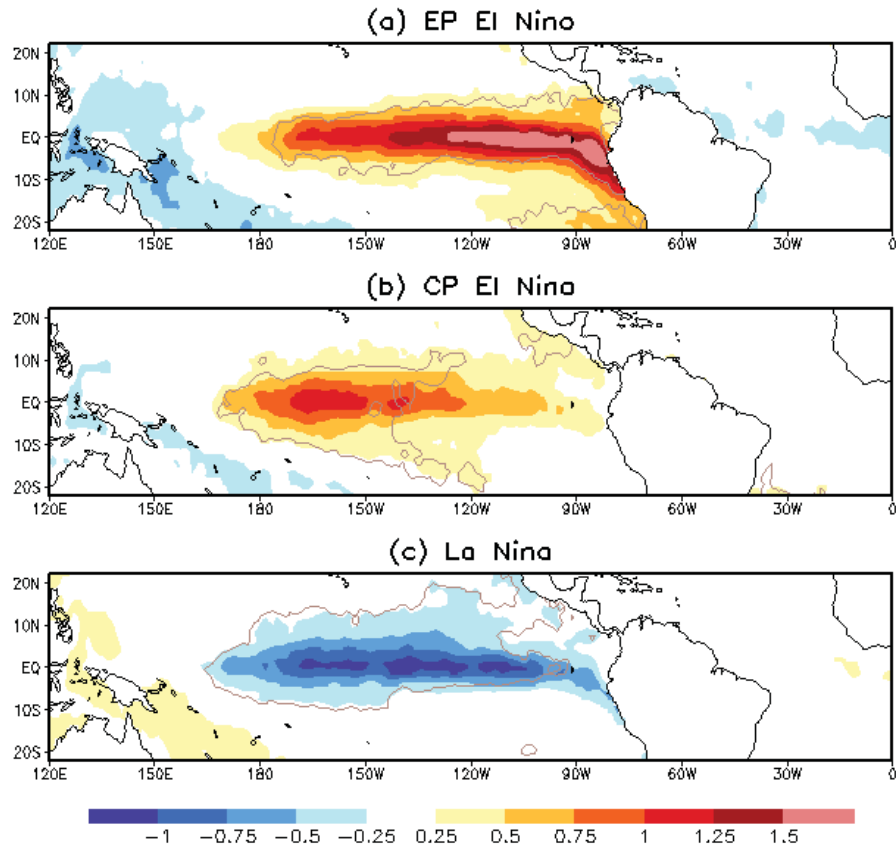 (a) EP El Nino
20N
10N
EQ
10S
20S
120E 150E 180 150W 120W 90W 60W 30W 0
(b) CP El Nino
20N
10N
EQ
10S
20S
120E 150E 180 150W 120W 90W 60W 30W 0
(c) La Nina
20N
10N
EQ
10S
20S
120E 150E 180 150W 120W 90W 60W 30W 0
-1 -0.75 -0.5 -0.25 0.25 0.5 0.75 1 1.25 1.5